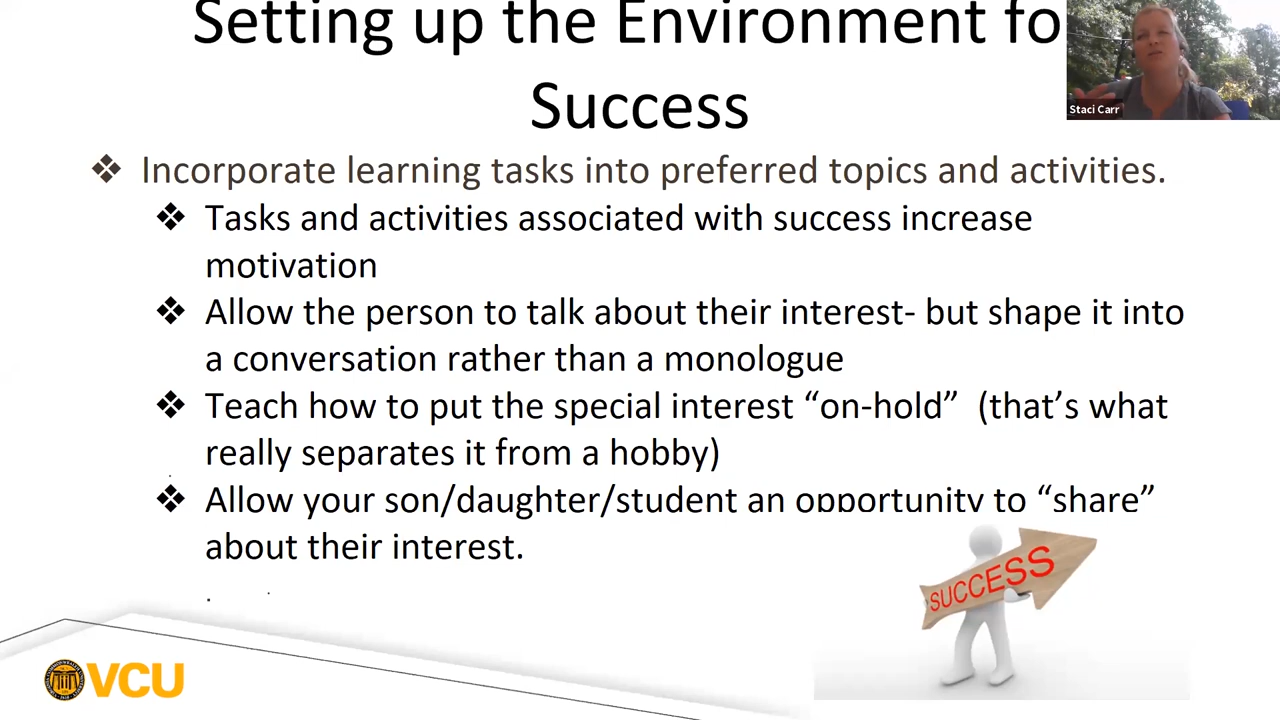 Setting up the Environment fo
Success
Staci Carr
❖ Incorporate learning tasks into preferred topics and activities.
❖ Tasks and activities associated with success increase
motivation
❖ Allow the person to talk about their interest- but shape it into
a conversation rather than a monologue
❖ Teach how to put the special interest “on-hold”  (that’s what
really separates it from a hobby)
❖ Allow your son/daughter/student an opportunity to “share”
about their interest.
SUCCESS
VCU